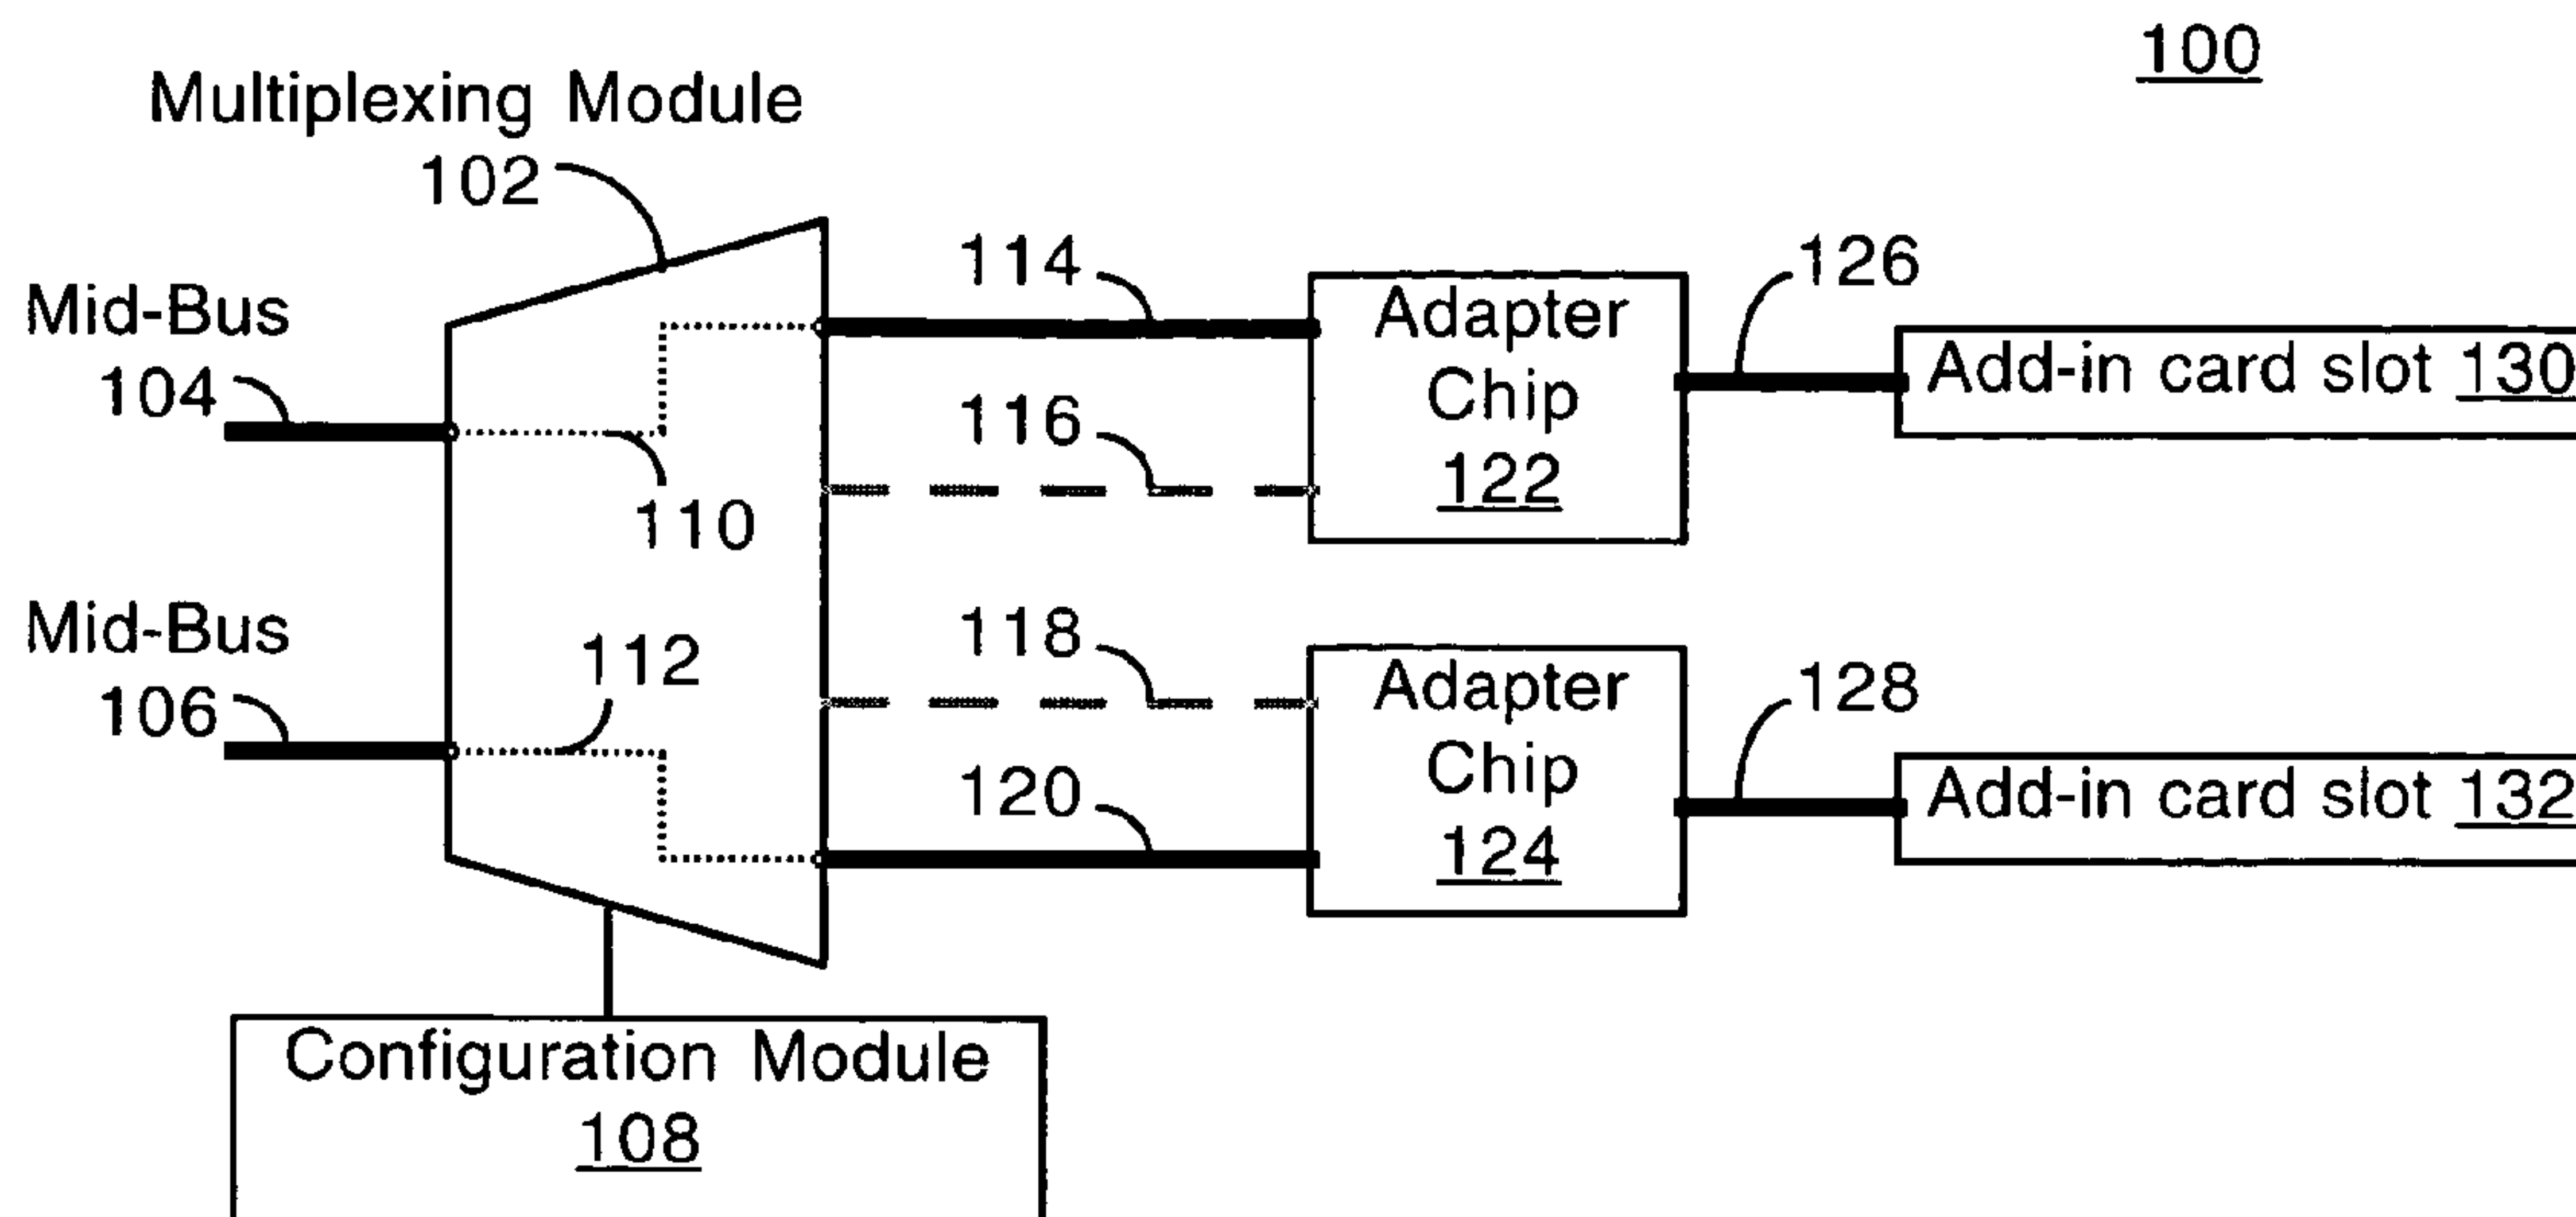 100
Multiplexing Module
102
Mid-Bus
104
110
114
116
Adapter
Chip
122
126
Add-in card slot 130
Mid-Bus
106
112
118
120
Adapter
Chip
124
128
Add-in card slot 132
Configuration Module
108